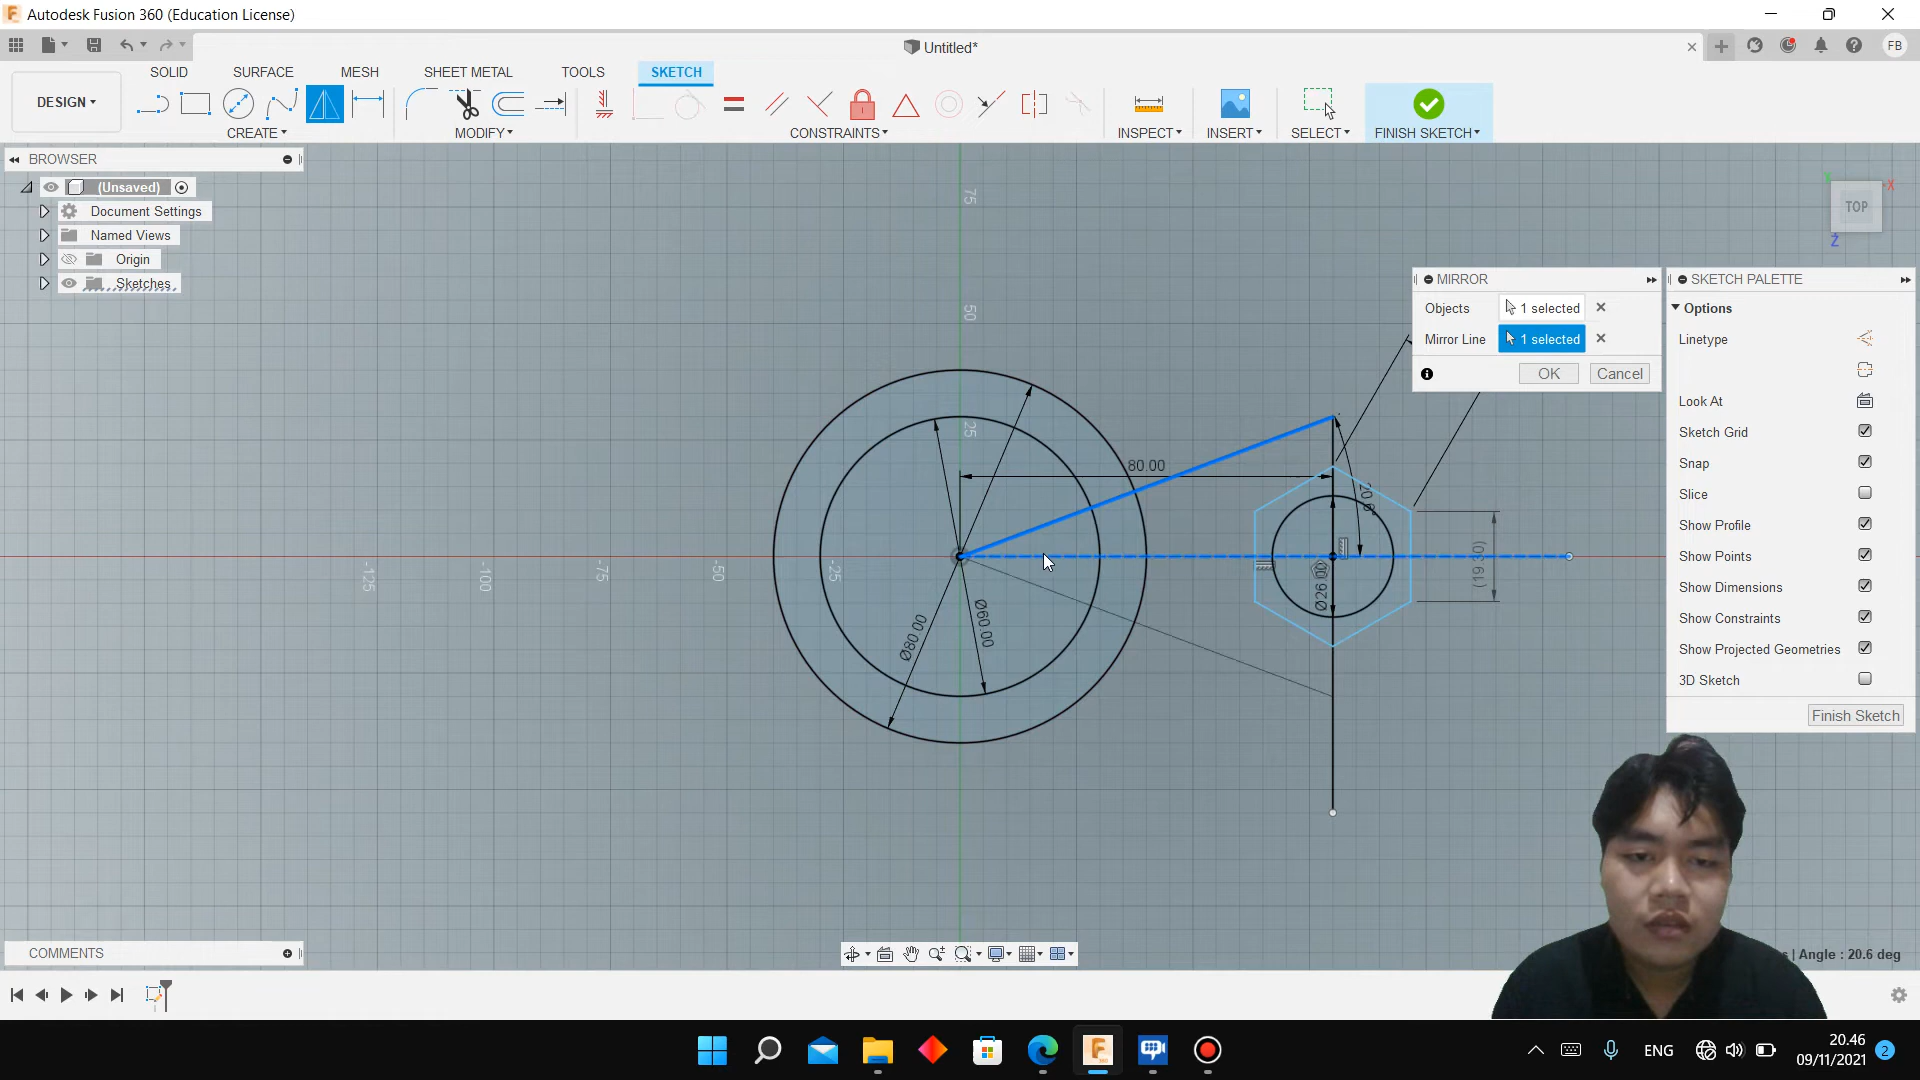 Autodesk Fusion 360 (Education License)
Untitled*
FB
SOLID SURFACE MESH SHEET METAL TOOLS SKETCH
DESIGN
CREATE MODIFY CONSTRAINTS INSPECT INSERT SELECT FINISH SKETCH
BROWSER
(Unsaved)
Document Settings
Named Views
Origin
Sketches
TOP
X
Y
Z
MIRROR
Objects 1 selected
Mirror Line 1 selected
OK Cancel
SKETCH PALETTE
Options
Linetype
Look At
Sketch Grid
Snap
Slice
Show Profile
Show Points
Show Dimensions
Show Constraints
Show Projected Geometries
3D Sketch
Finish Sketch
75
50
25
-125
-100
-75
-50
-25
80.00
Ø26.00
(19.30)
Ø60.00
Ø80.00
COMMENTS
| Angle : 20.6 deg
ENG
20.46
09/11/2021
2